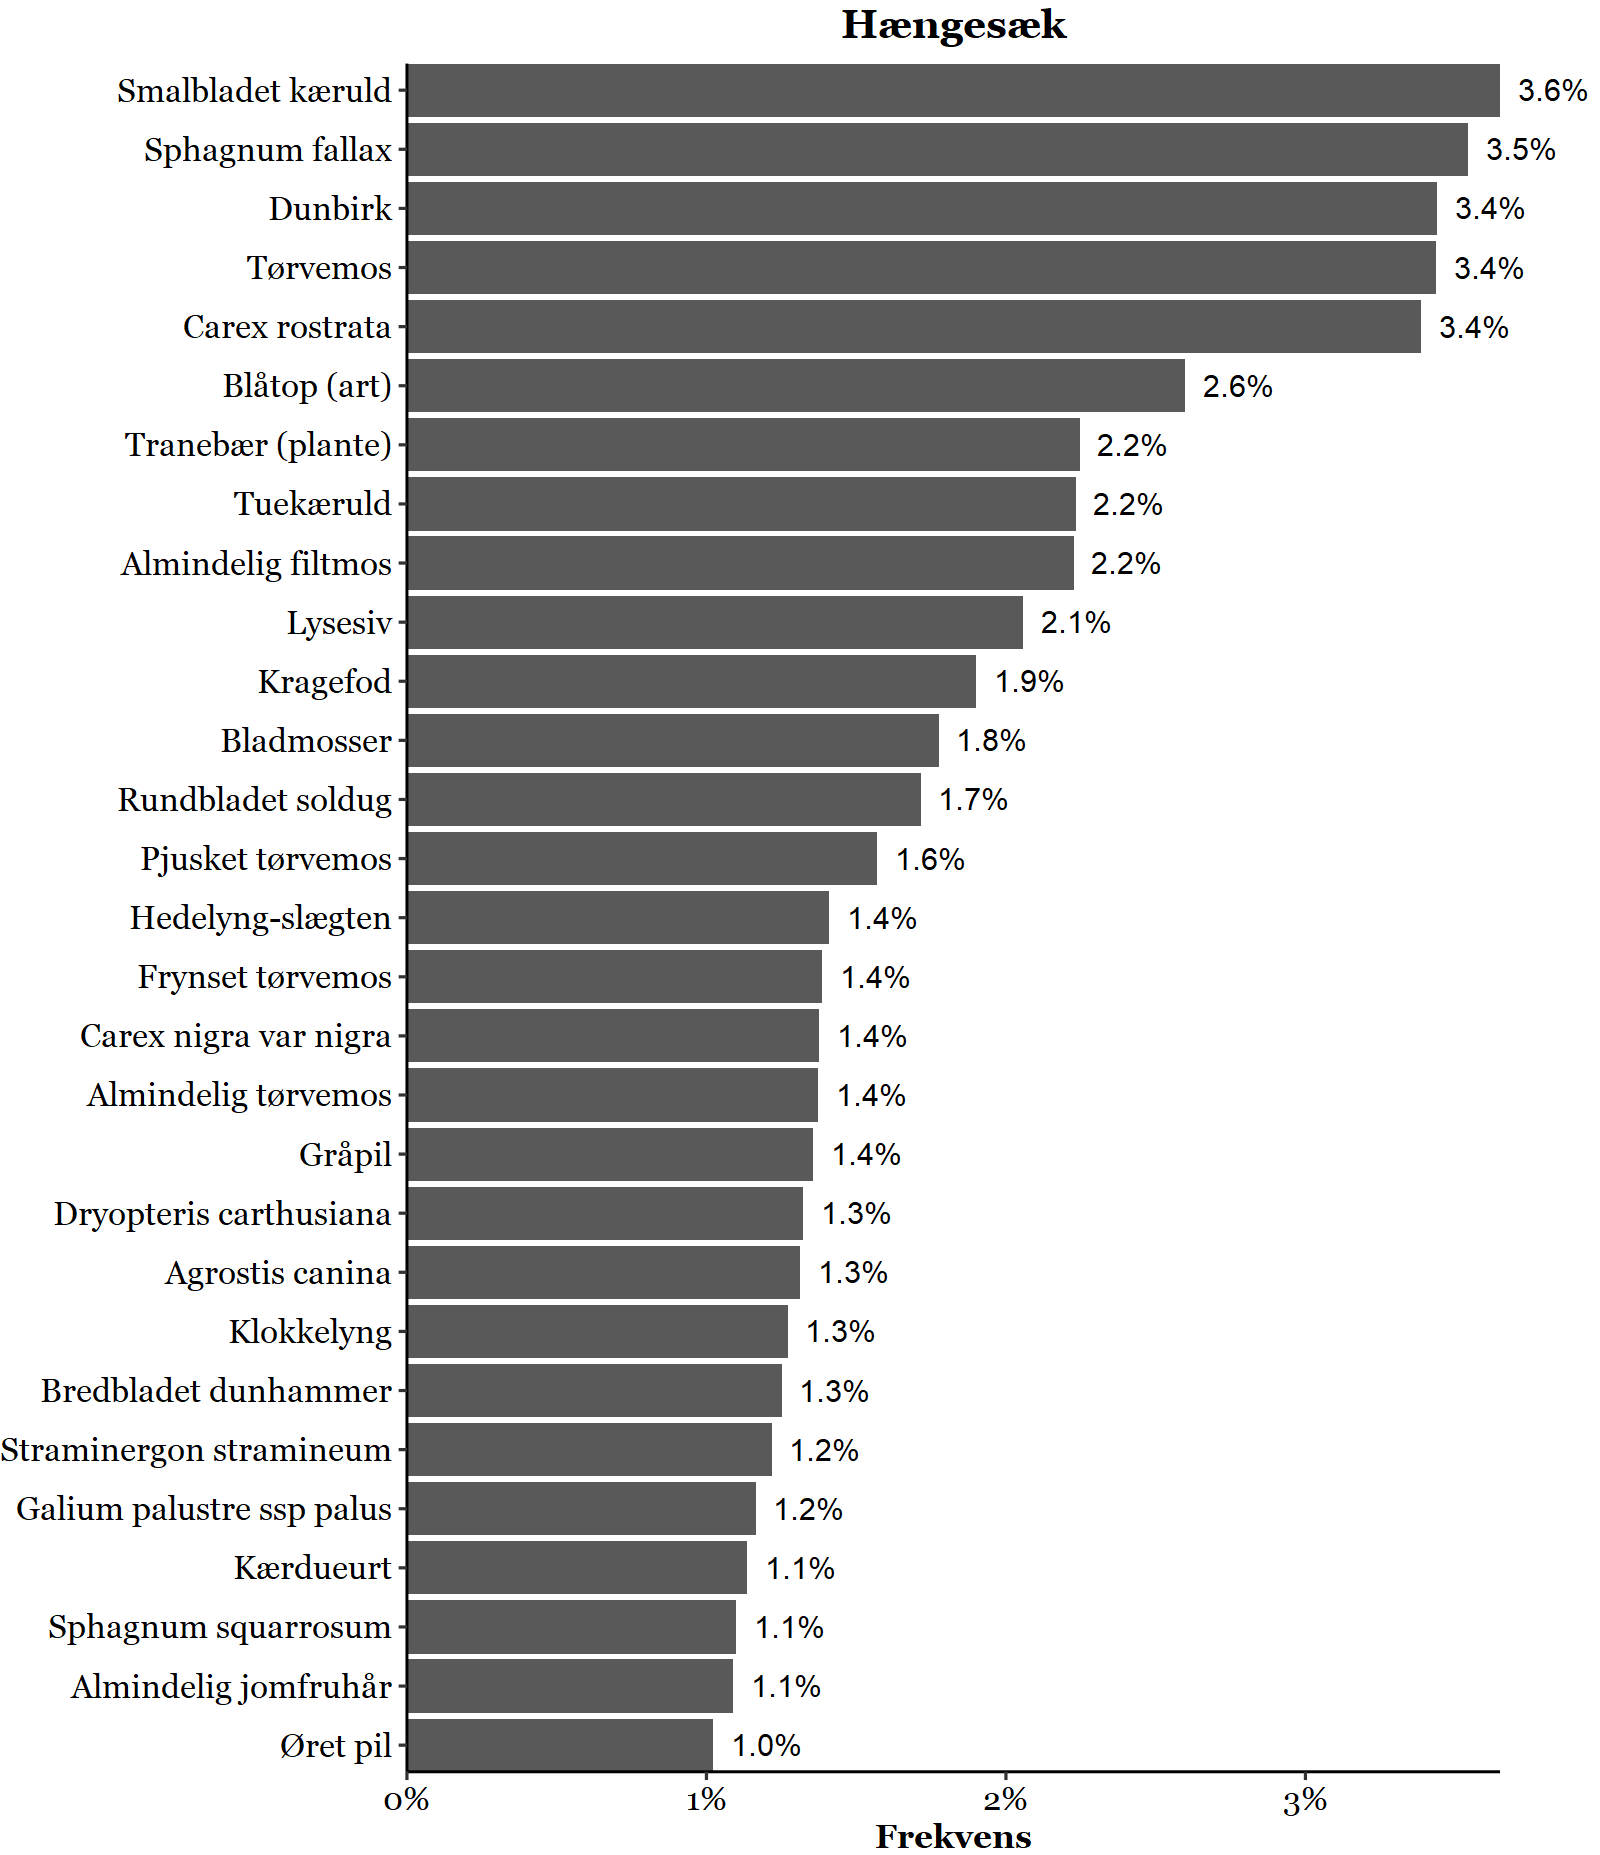 Hængesæk
Smalbladet kæruld 3.6%
Sphagnum fallax 3.5%
Dunbirk 3.4%
Tørvemos 3.4%
Carex rostrata 3.4%
Blåtop (art) 2.6%
Tranebær (plante) 2.2%
Tuekæruld 2.2%
Almindelig filtmos 2.2%
Lysesiv 2.1%
Kragefod 1.9%
Bladmosser 1.8%
Rundbladet soldug 1.7%
Pjusket tørvemos 1.6%
Hedelyng-slægten 1.4%
Frynset tørvemos 1.4%
Carex nigra var nigra 1.4%
Almindelig tørvemos 1.4%
Gråpil 1.4%
Dryopteris carthusiana 1.3%
Agrostis canina 1.3%
Klokkelyng 1.3%
Bredbladet dunhammer 1.3%
Straminergon stramineum 1.2%
Galium palustre ssp palus 1.2%
Kærdueurt 1.1%
Sphagnum squarrosum 1.1%
Almindelig jomfruhår 1.1%
Øret pil 1.0%
0% 1% 2% 3%
Frekvens